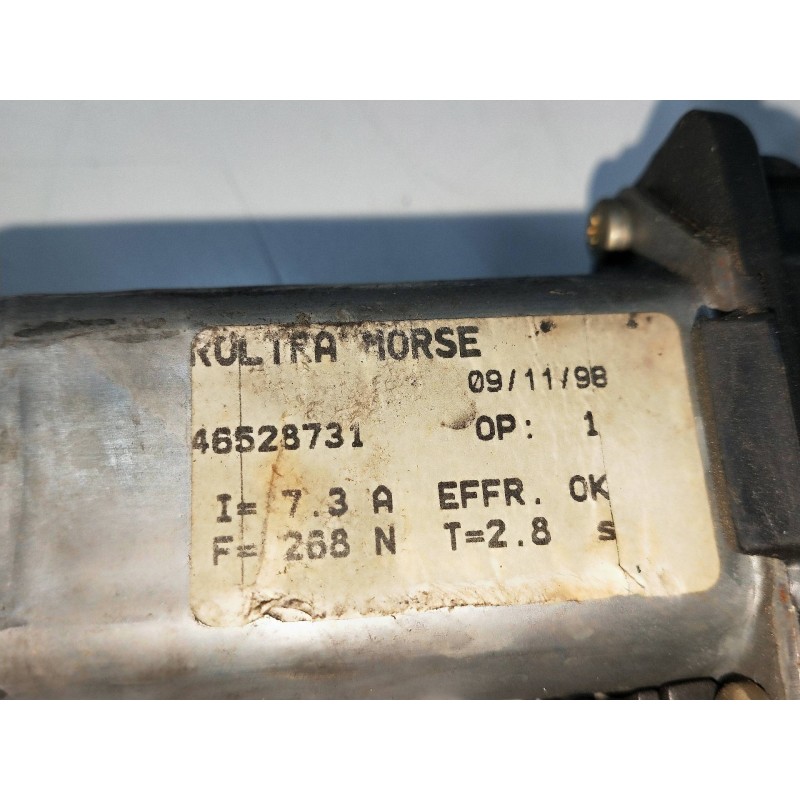 ROLTRA MORSE
09/11/98
46528731 OP: 1
I= 7.3 A EFFR. OK
F= 268 N T=2.8 s